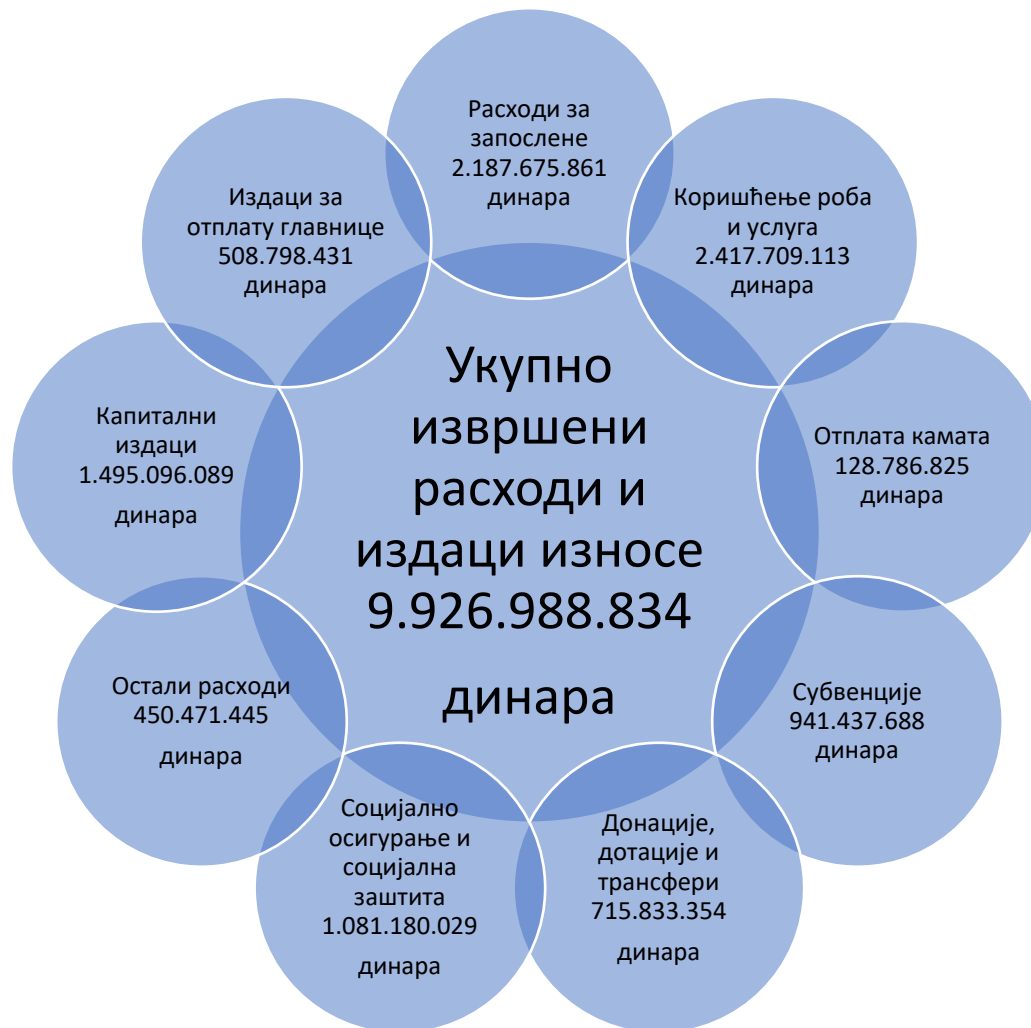 Расходи за
запослене
2.187.675.861
динара
Коришћење роба
и услуга
2.417.709.113
динара
Отплата камата
128.786.825
динара
Субвенције
941.437.688
динара
Донације,
дотације и
трансфери
715.833.354
динара
Социјално
осигурање и
социјална
заштита
1.081.180.029
динара
Остали расходи
450.471.445
динара
Капитални
издаци
1.495.096.089
динара
Издаци за
отплату главнице
508.798.431
динара
Укупно
извршени
расходи и
издаци износе
9.926.988.834
динара